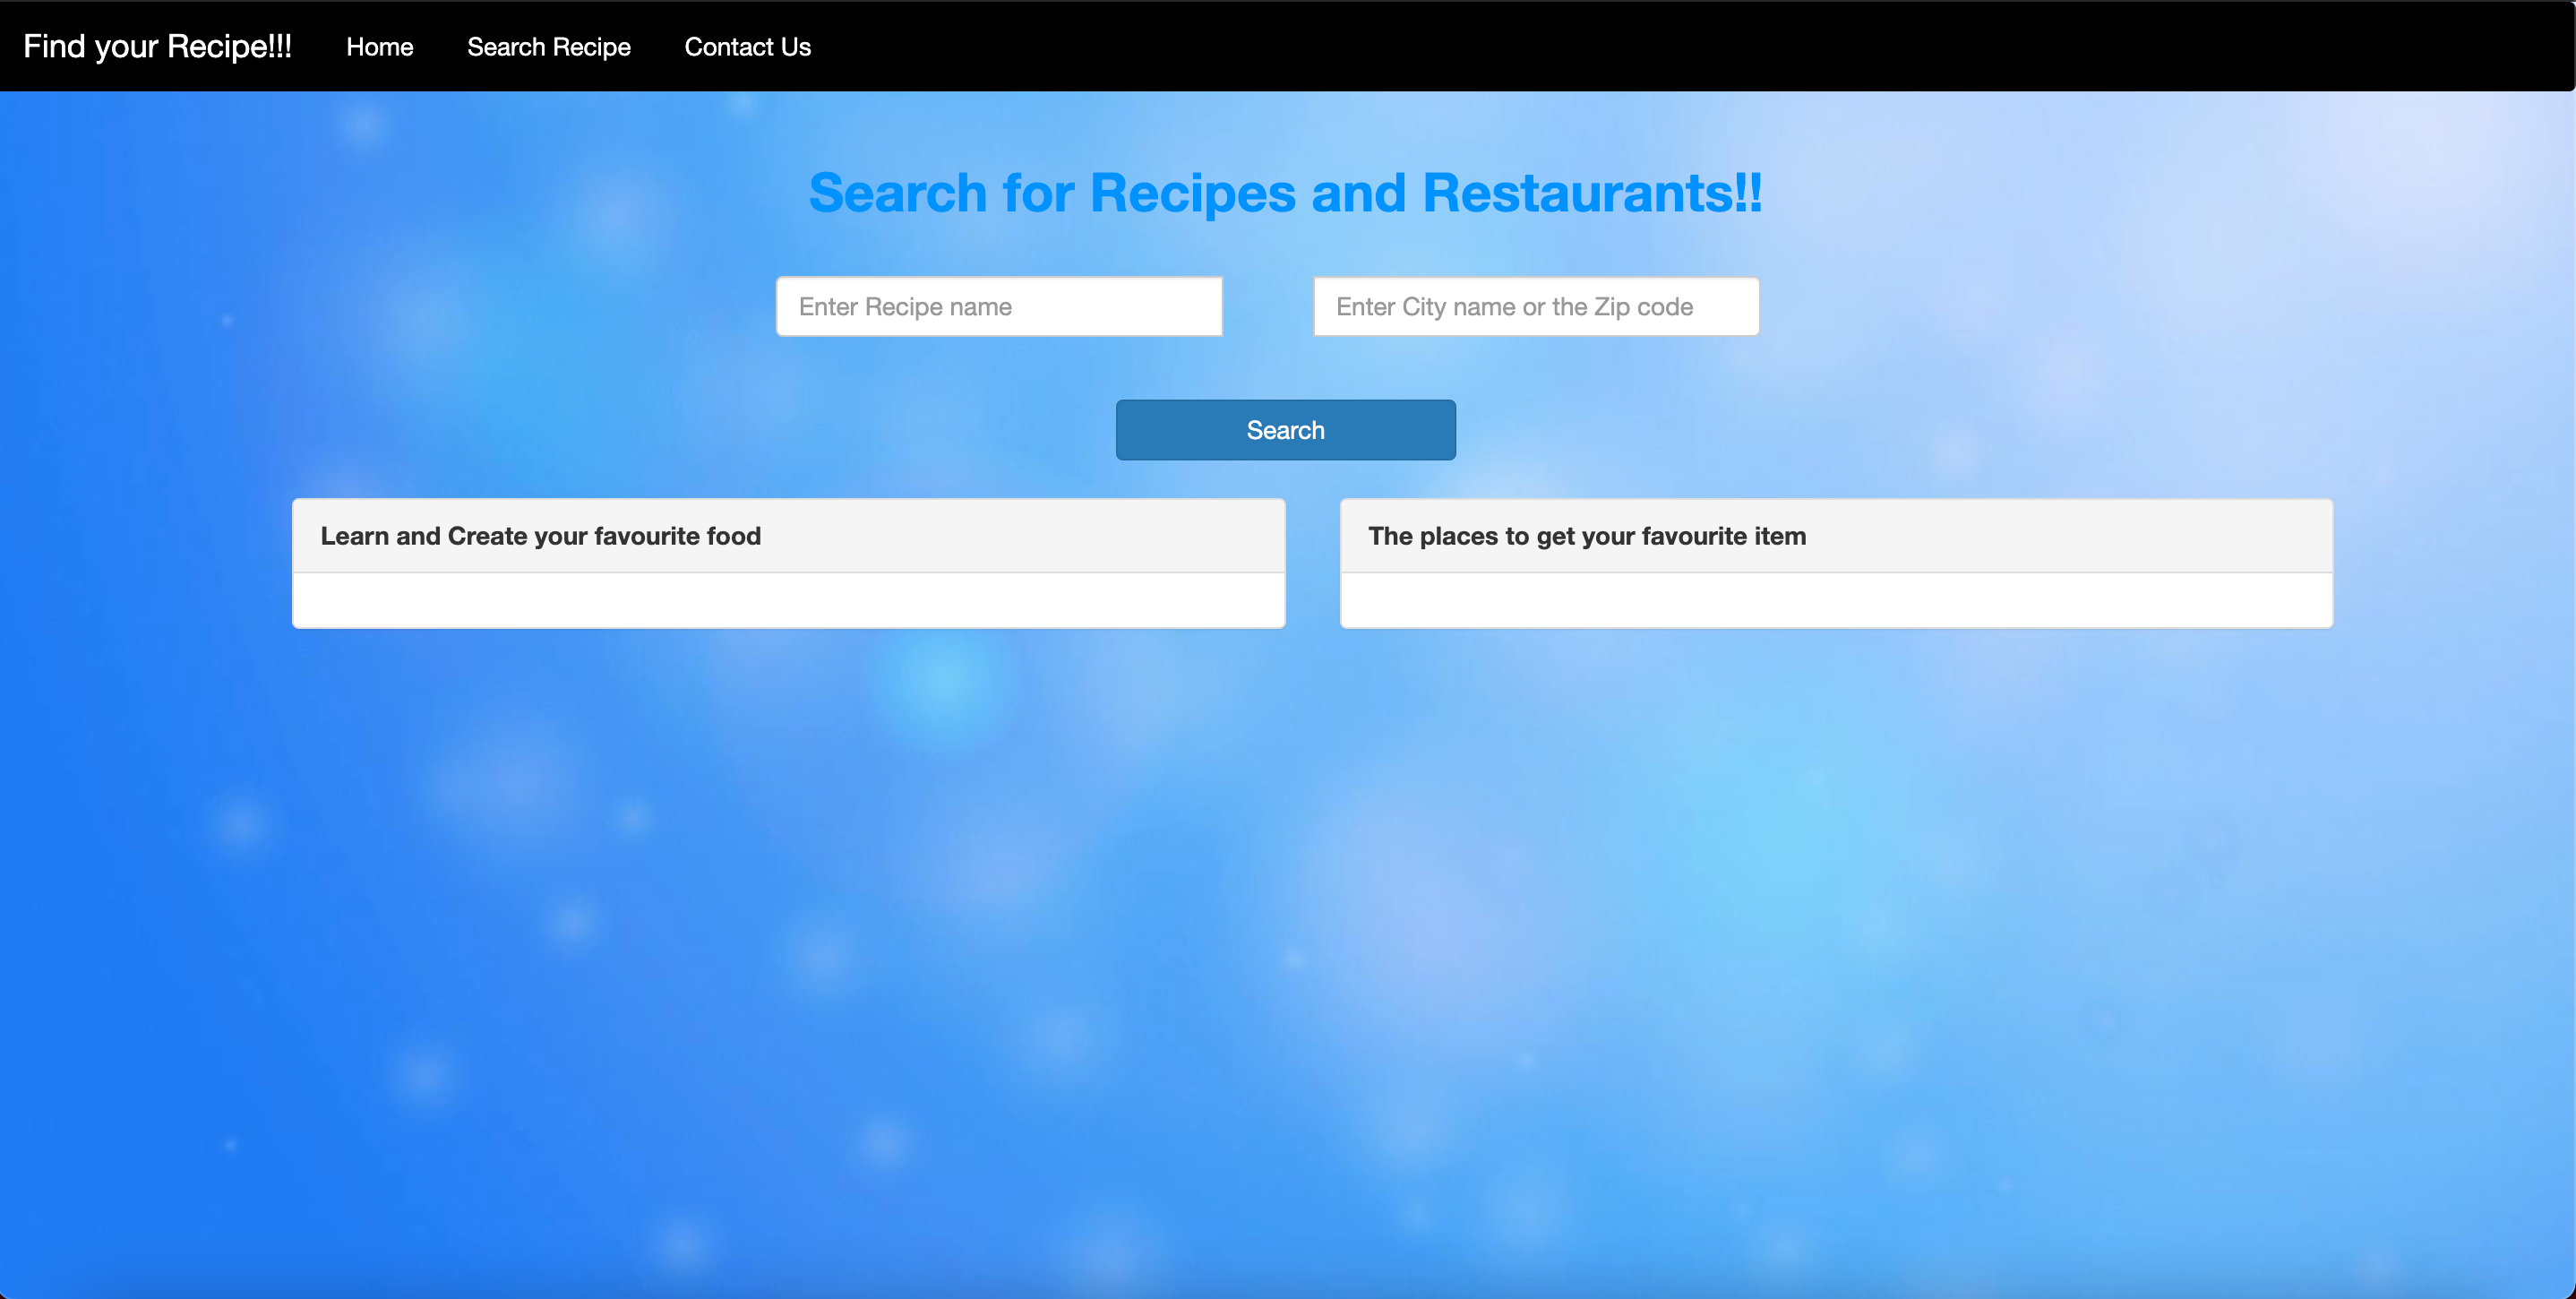 Find your Recipe!!! Home Search Recipe Contact Us
Search for Recipes and Restaurants!!
Enter Recipe name Enter City name or the Zip code
Search
Learn and Create your favourite food The places to get your favourite item